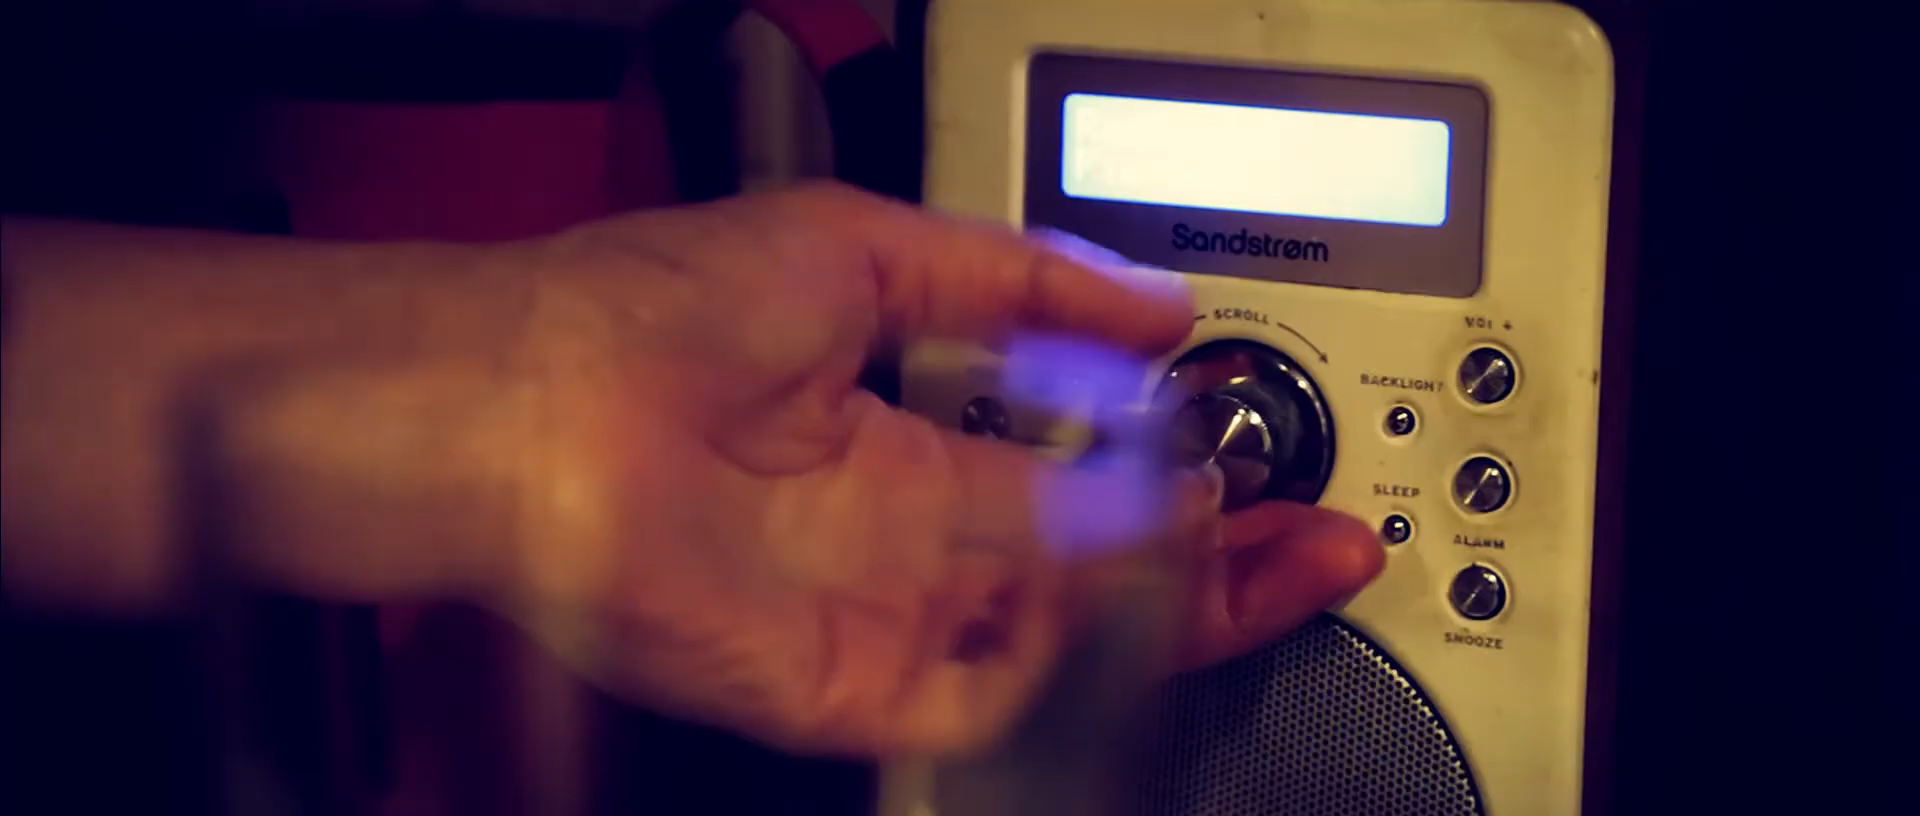 Sandstrøm
SCROLL
VOL +
BACKLIGHT
SLEEP
ALARM
SNOOZE